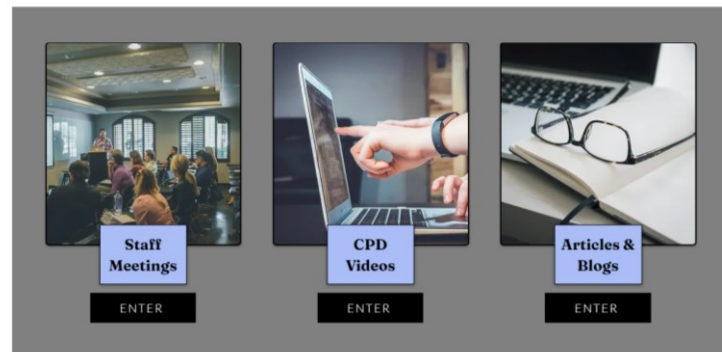 Staff
Meetings
CPD
Videos
Articles &
Blogs
ENTER
ENTER
ENTER